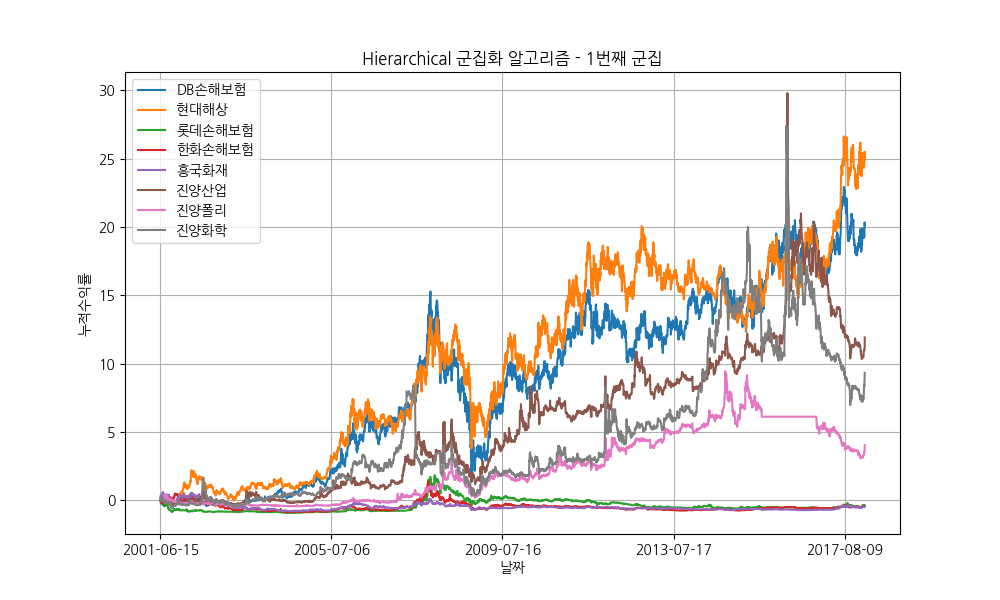 Hierarchical 군집화 알고리즘 - 1번째 군집
DB손해보험
현대해상
롯데손해보험
한화손해보험
흥국화재
진양산업
진양폴리
진양화학
누적수익률
30
25
20
15
10
5
0
2001-06-15
2005-07-06
2009-07-16
2013-07-17
2017-08-09
날짜